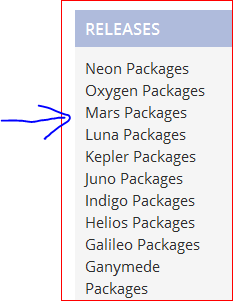 RELEASES
Neon Packages
Oxygen Packages
Mars Packages
Luna Packages
Kepler Packages
Juno Packages
Indigo Packages
Helios Packages
Galileo Packages
Ganymede
Packages